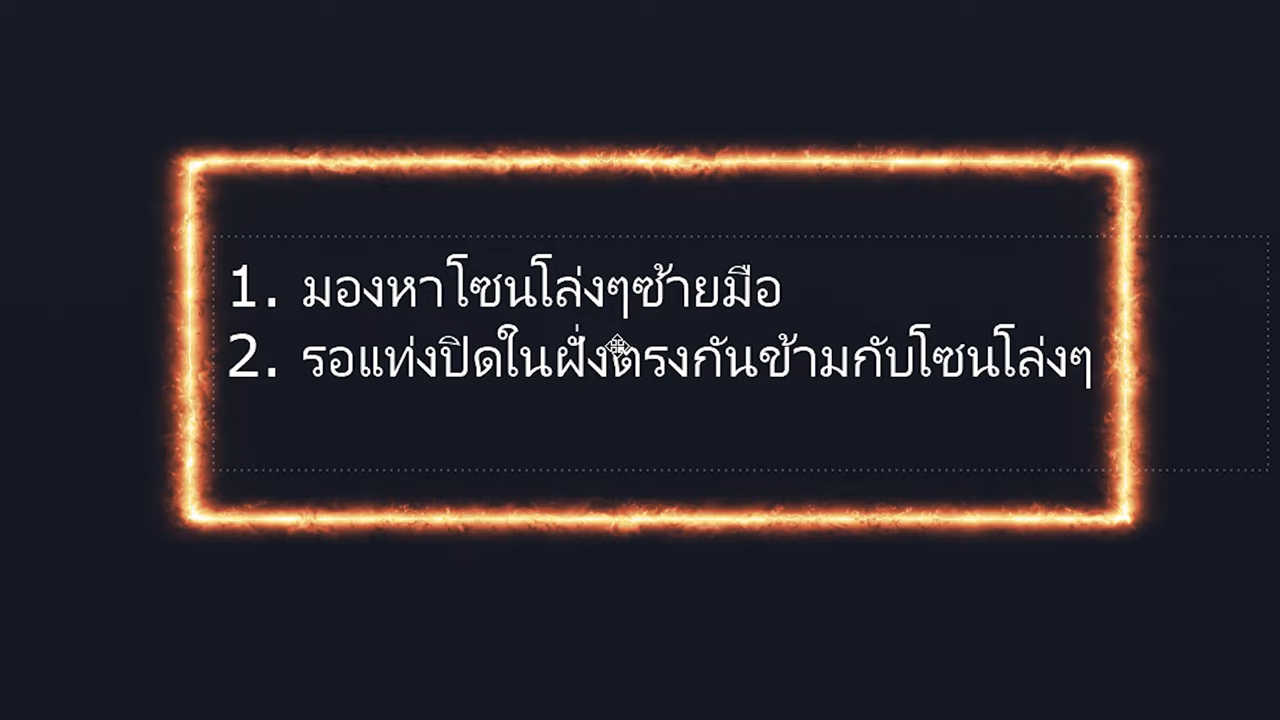 1. มองหาโซนโล่งๆซ้ายมือ
2. รอแท่งปิดในฝั่งตรงกันข้ามกับโซนโล่งๆ